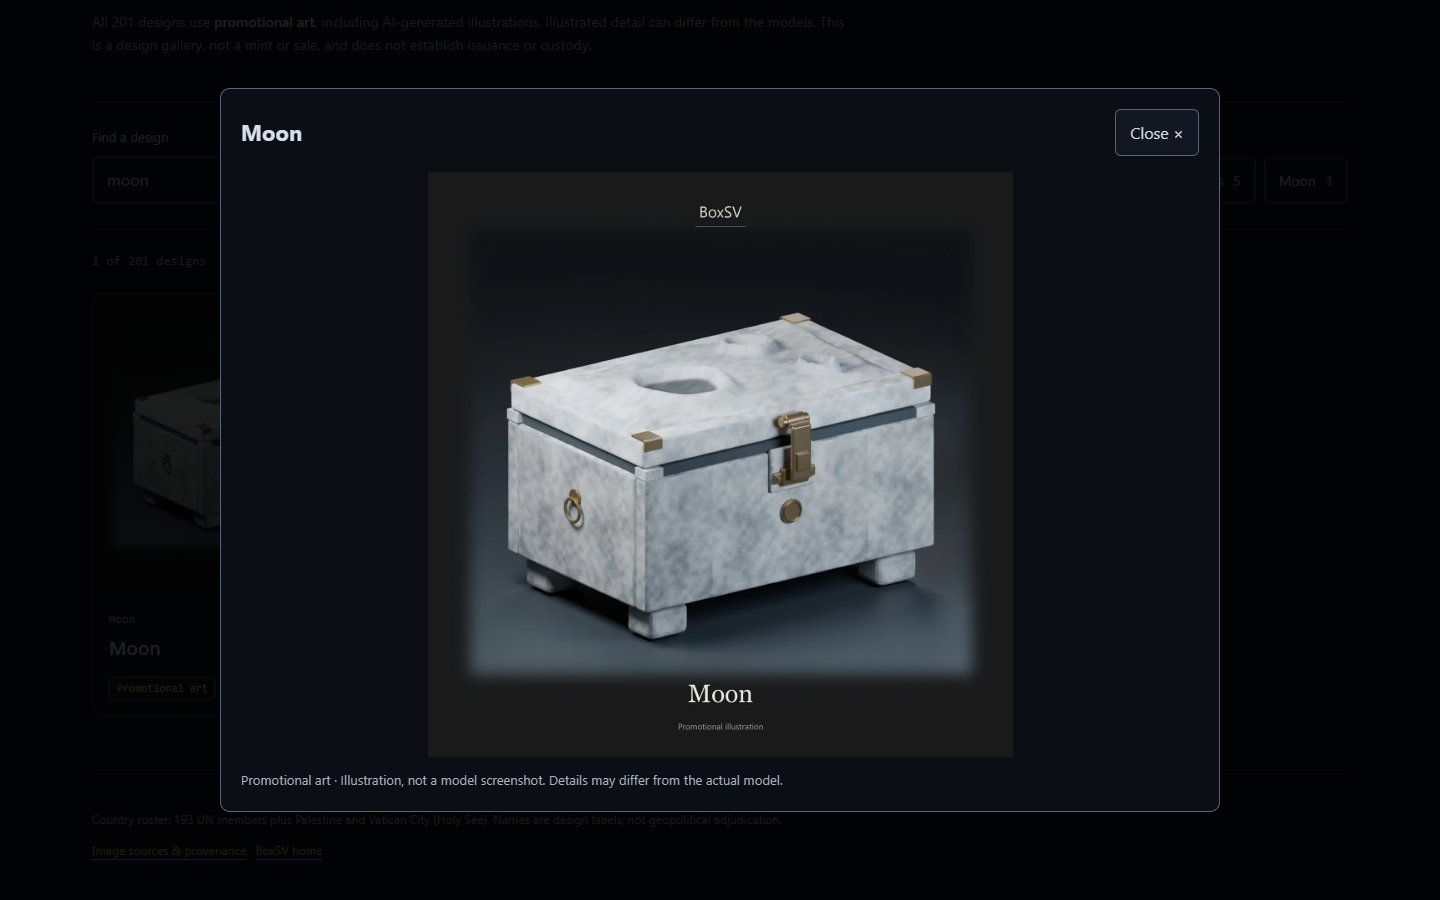 All 201 designs use promotional art, including AI-generated illustrations. Illustrated detail can differ from the models. This
is a design gallery, not a mint or sale, and does not establish issuance or custody.
Moon
Close ×
Find a design
moon
5
Moon 1
1 of 201 designs
BoxSV
Moon
Promotional illustration
Moon
Moon
Promotional art
Promotional art · Illustration, not a model screenshot. Details may differ from the actual model.
Country roster: 193 UN members plus Palestine and Vatican City (Holy See). Names are design labels, not geopolitical adjudication.
Image sources & provenance · BoxSV home